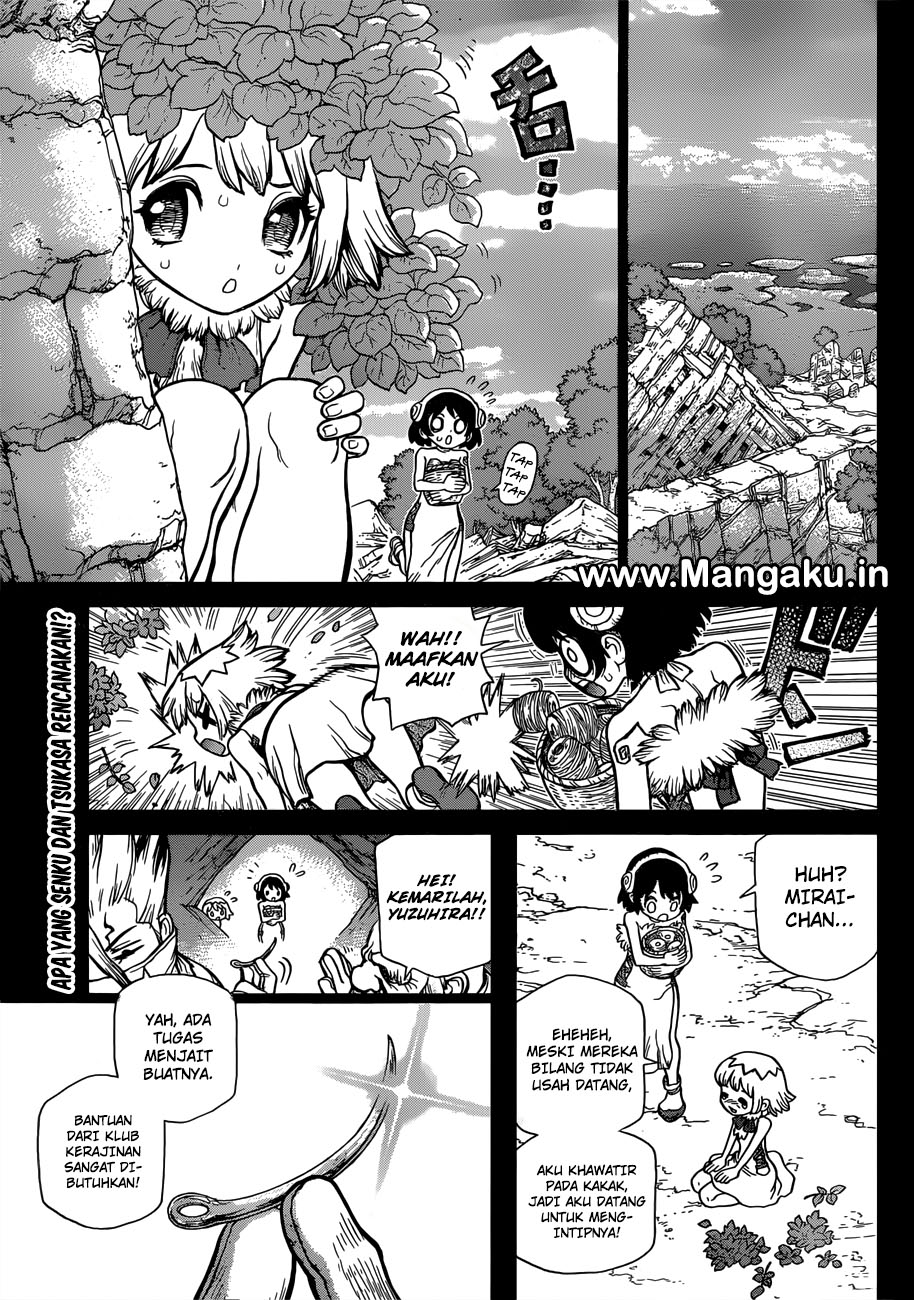 チロ…
TAP
TAP
TAP
www.Mangaku.in
APA YANG SENKU DAN TSUKASA RENCANAKAN!?
ド
WAH!!
MAAFKAN
AKU!
HUH?
MIRAI-
CHAN...
EHEHEH,
MESKI MEREKA
BILANG TIDAK
USAH DATANG,
AKU KHAWATIR
PADA KAKAK,
JADI AKU DATANG
UNTUK MENG-
INTIPNYA!
HEI!
KEMARILAH,
YUZUHIRA!!
YAH, ADA
TUGAS
MENJAIT
BUATNYA.
BANTUAN
DARI KLUB
KERAJINAN
SANGAT DI-
BUTUHKAN!